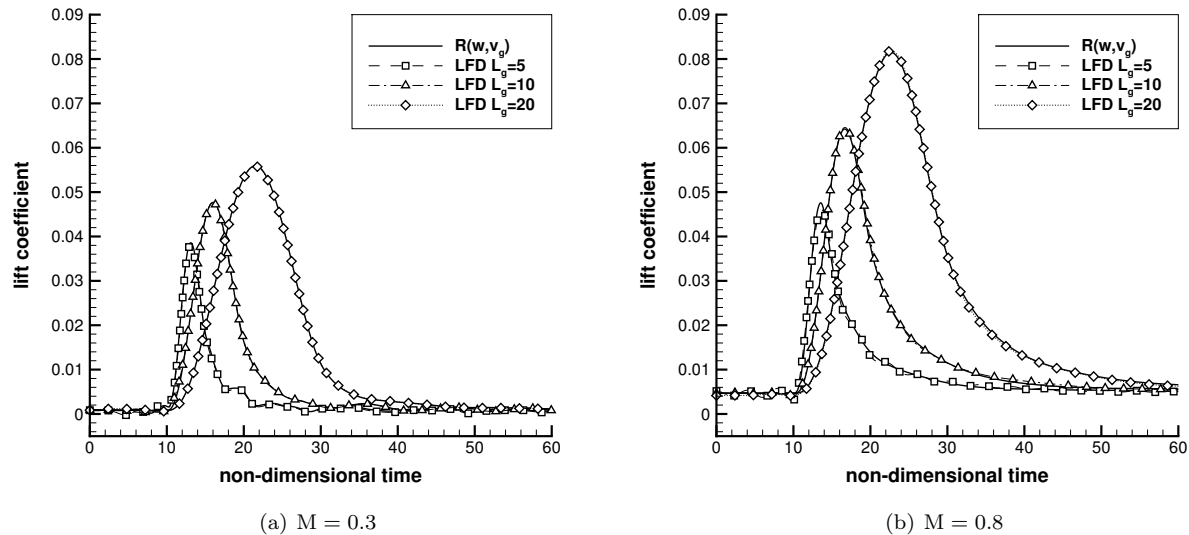 0.09
0.08
0.07
0.06
0.05
0.04
0.03
0.02
0.01
0
lift coefficient
R(w,v_g)
LFD L_g=5
LFD L_g=10
LFD L_g=20
0 10 20 30 40 50 60
non-dimensional time
(a) M = 0.3
0.09
0.08
0.07
0.06
0.05
0.04
0.03
0.02
0.01
0
lift coefficient
R(w,v_g)
LFD L_g=5
LFD L_g=10
LFD L_g=20
0 10 20 30 40 50 60
non-dimensional time
(b) M = 0.8